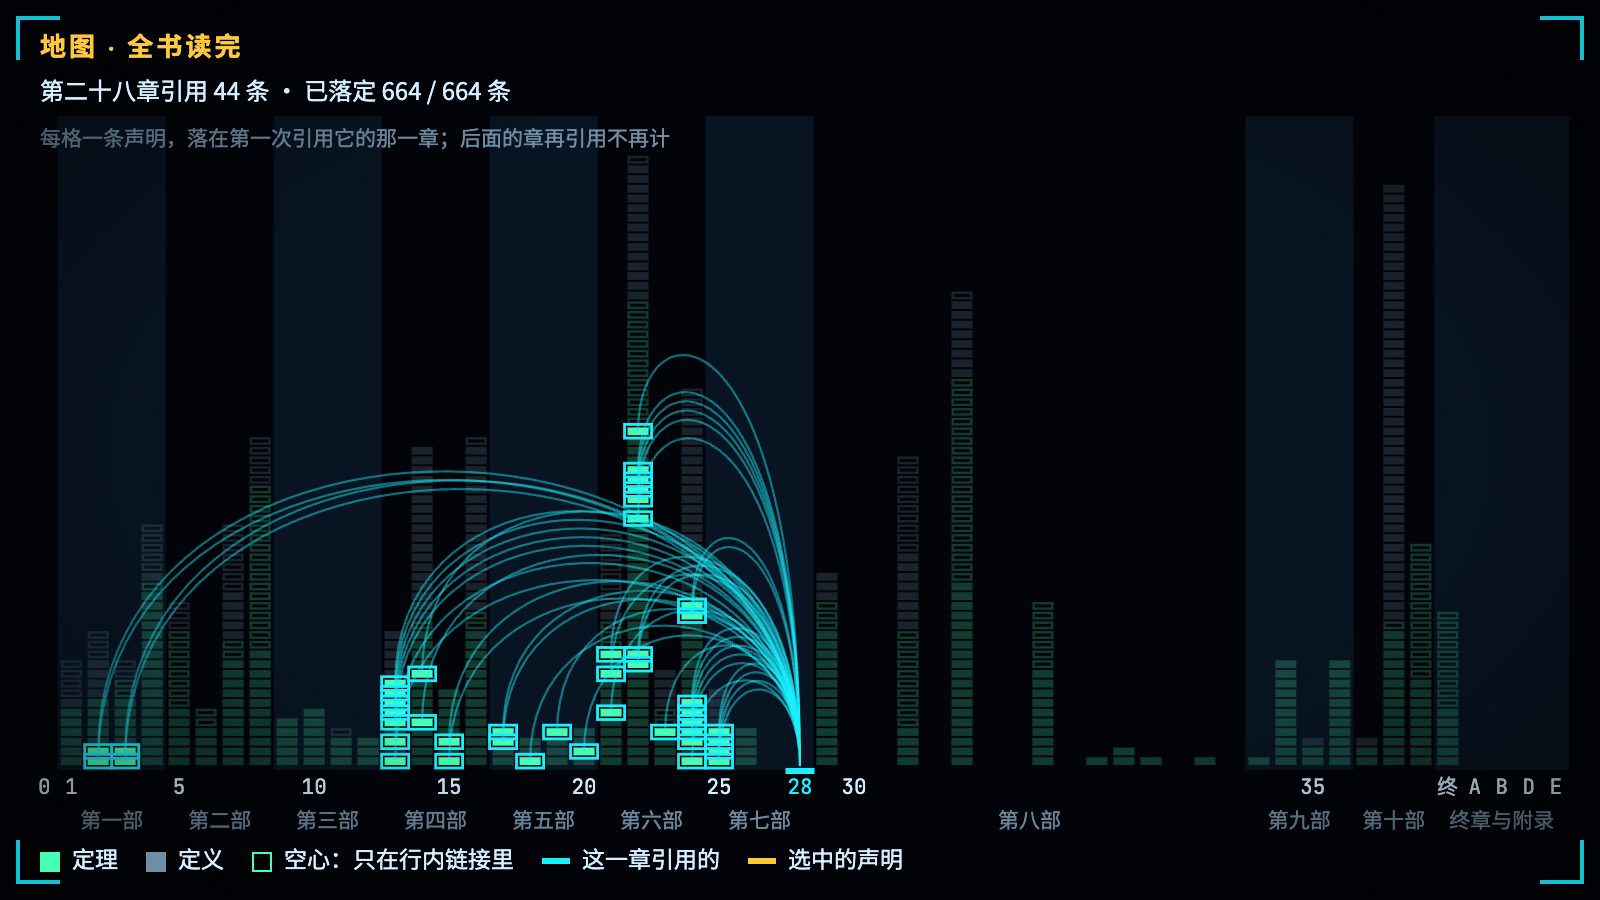 地图 · 全书读完
第二十八章引用 44 条 • 已落定 664 / 664 条
每格一条声明，落在第一次引用它的那一章；后面的章再引用不再计
0 1 5 10 15 20 25 28 30 35 终 A B D E
第一部 第二部 第三部 第四部 第五部 第六部 第七部 第八部 第九部 第十部 终章与附录
定理 定义 空心：只在行内链接里 这一章引用的 选中的声明